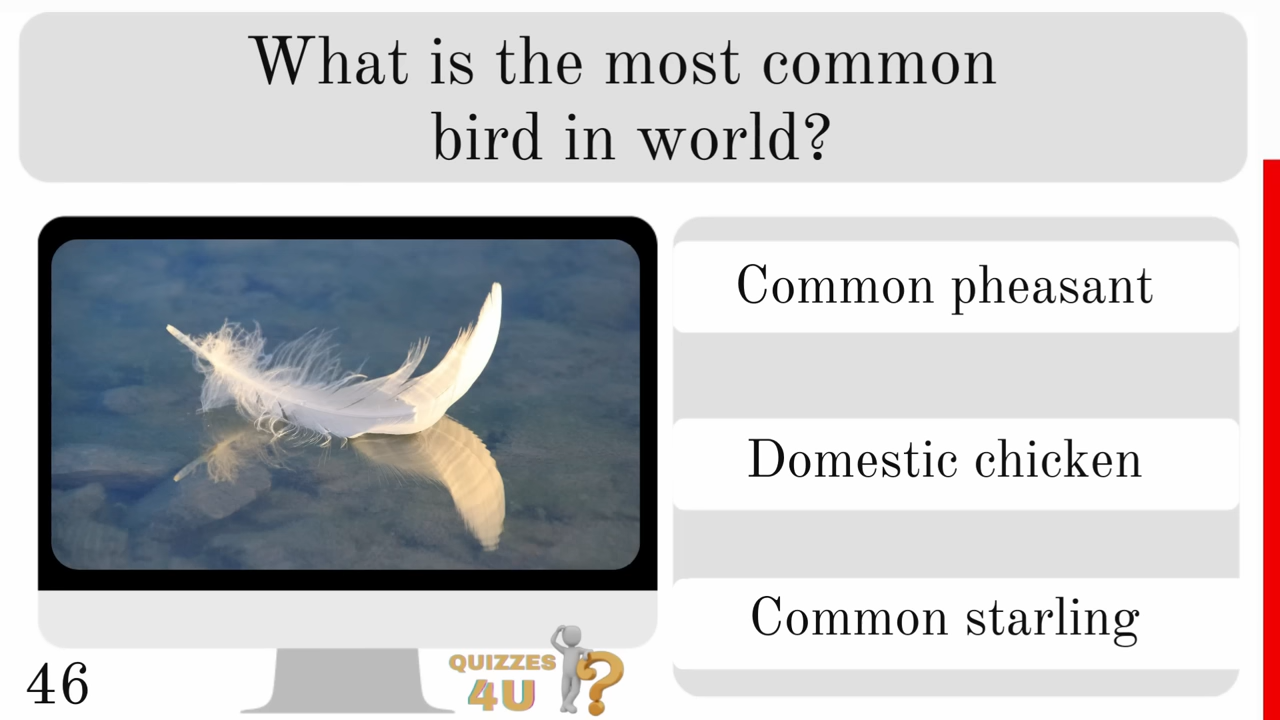 What is the most common
bird in world?
Common pheasant
Domestic chicken
Common starling
46
QUIZZES
4U